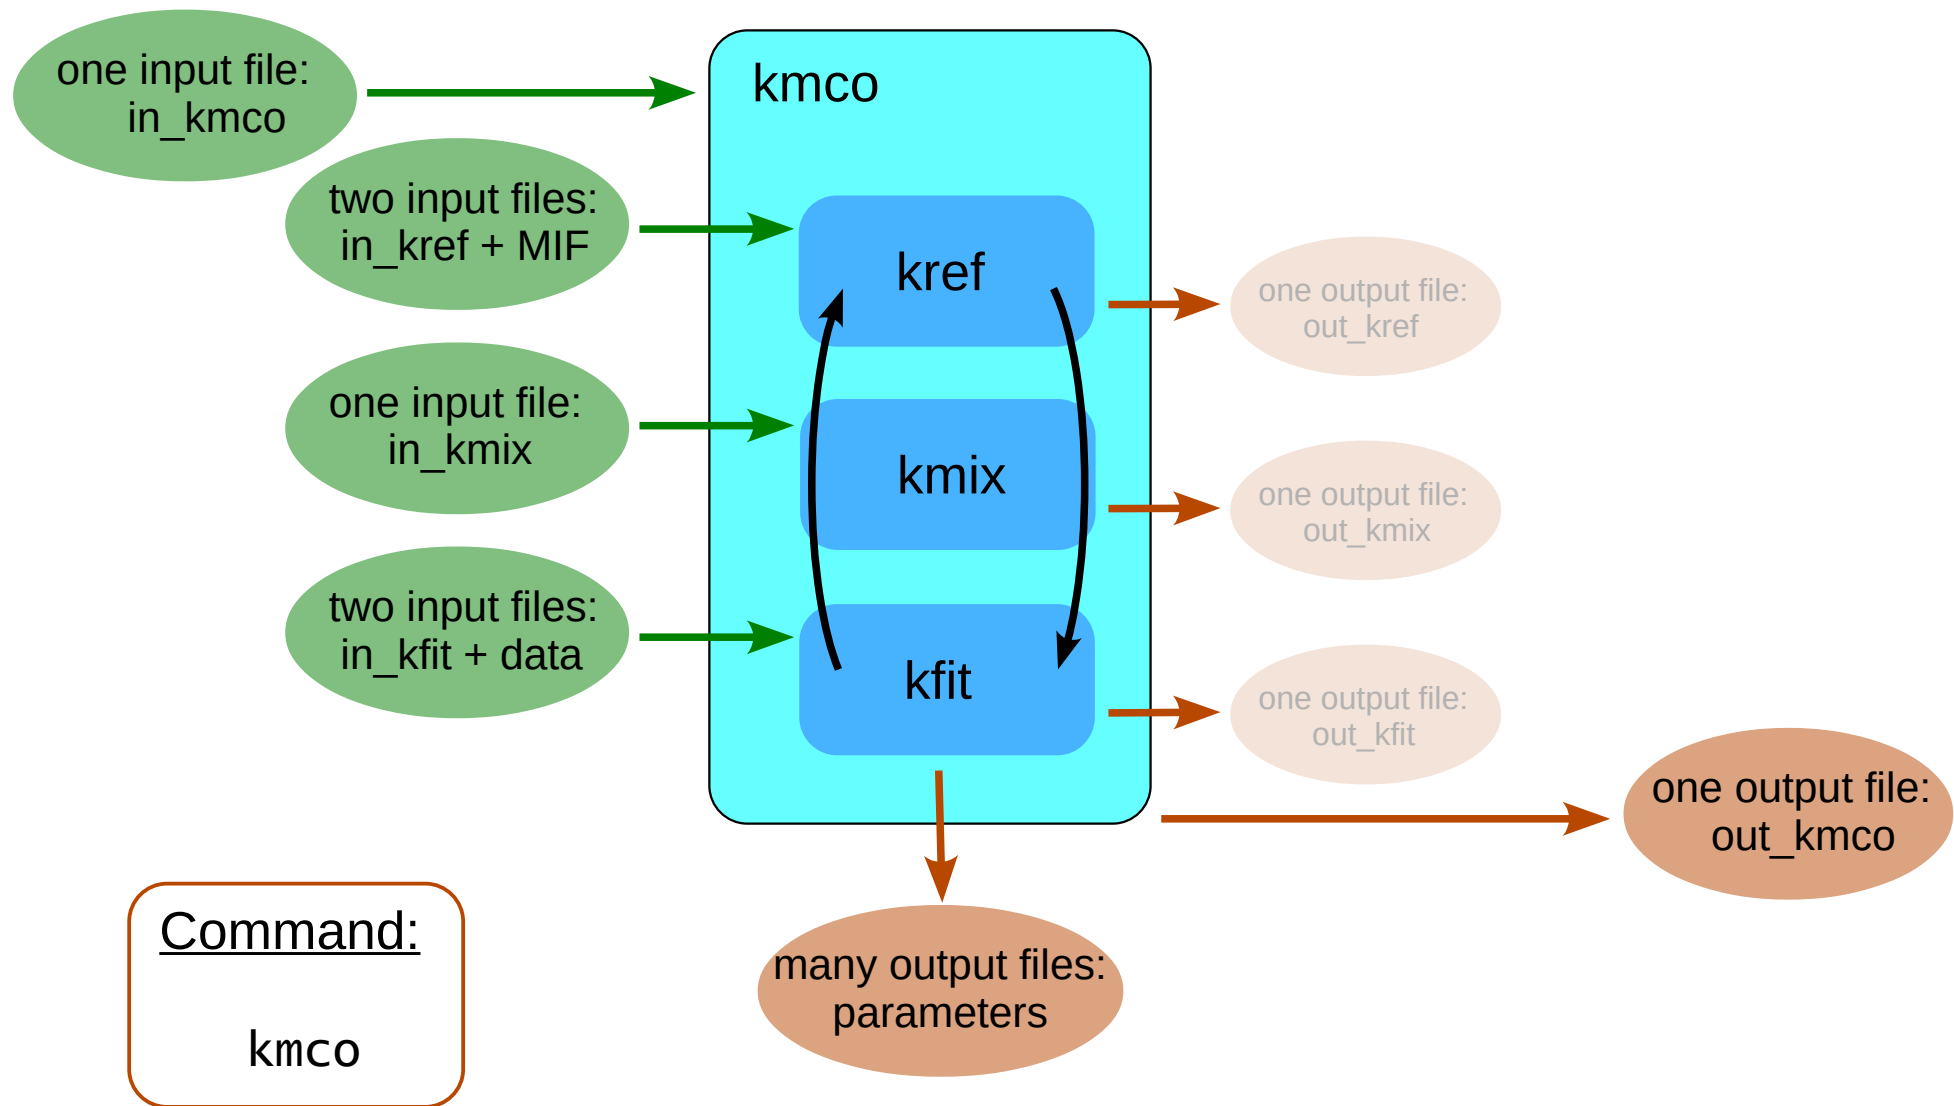 one input file:
in_kmco
kmco
two input files:
in_kref + MIF
kref
one output file:
out_kref
one input file:
in_kmix
kmix
one output file:
out_kmix
two input files:
in_kfit + data
kfit
one output file:
out_kfit
one output file:
out_kmco
many output files:
parameters
Command:
kmco